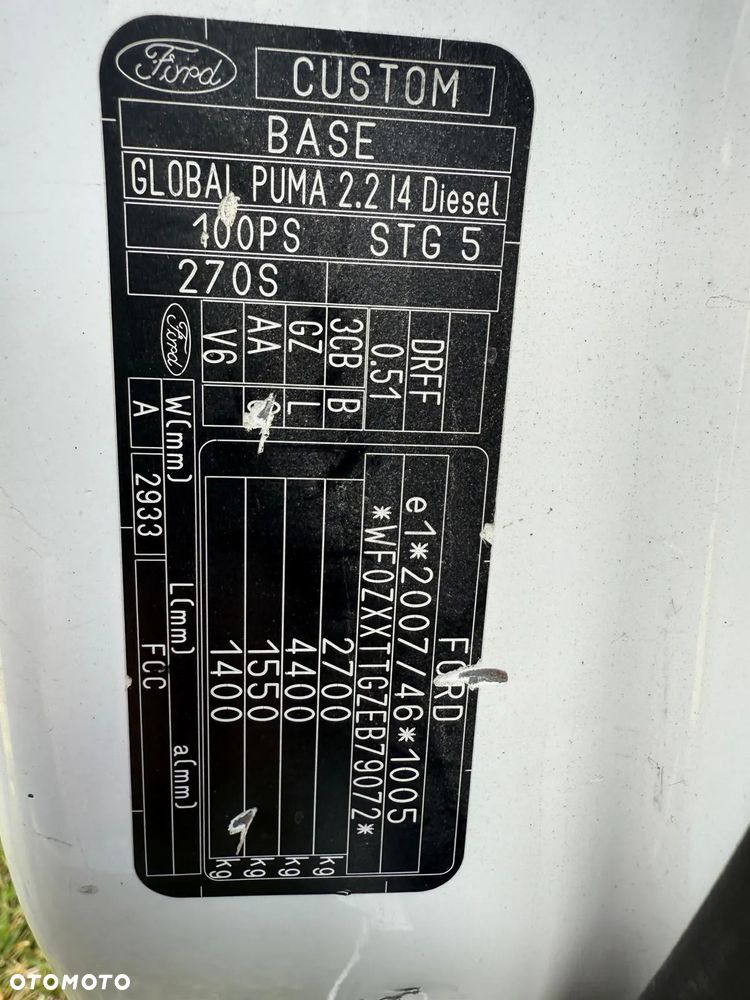 Ford
CUSTOM
BASE
GLOBAL PUMA 2.2 I4 Diesel
100PS STG 5
270S
DRFF
0.51
3CB B
GZ L
AA
V6
Ford
FORD
e1*2007/46*1005
*WF0ZXXTTGZEB79072*
2700 kg
4400 kg
1550 kg
1400 kg
W(mm) L(mm) a(mm)
A 2933 FCC
OTOMOTO